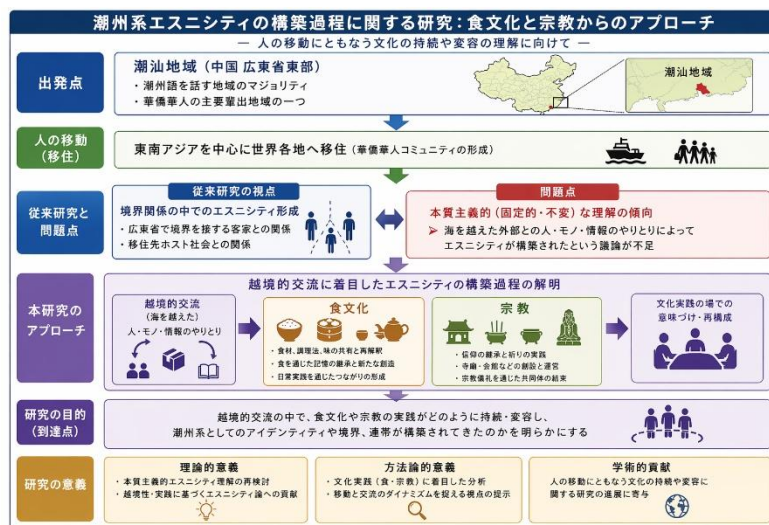 潮州系エスニシティの構築過程に関する研究：食文化と宗教からのアプローチ
― 人の移動にともなう文化の持続や変容の理解に向けて ―
出発点
潮汕地域（中国 広東省東部）
・潮州語を話す地域のマジョリティ
・華僑華人の主要輩出地域の一つ
潮汕地域
人の移動
（移住）
東南アジアを中心に世界各地へ移住（華僑華人コミュニティの形成）
従来研究と
問題点
従来研究の視点
境界関係の中でのエスニシティ形成
・広東省で境界を接する客家との関係
・移住先ホスト社会との関係
問題点
本質主義的（固定的・不変）な理解の傾向
海を越えた外部との人・モノ・情報のやりとりによって
エスニシティが構築されたという議論が不足
本研究の
アプローチ
越境的交流に着目したエスニシティの構築過程の解明
越境的交流
（海を越えた）
人・モノ・情報のやりとり
食文化
・食材、調理法、味の共有と再解釈
・食を通じた記憶の継承と新たな創造
・日常実践を通じたつながりの形成
宗教
・信仰の継承と祈りの実践
・寺廟・会館などの創設と運営
・宗教儀礼を通じた共同体の結束
文化実践の場での
意味づけ・再構成
研究の目的
（到達点）
越境的交流の中で、食文化や宗教の実践がどのように持続・変容し、
潮州系としてのアイデンティティや境界、連帯が構築されてきたのかを明らかにする
研究の意義
理論的意義
・本質主義的エスニシティ理解の再検討
・越境性・実践に基づくエスニシティ論への貢献
方法論的意義
・文化実践（食・宗教）に着目した分析
・移動と交流のダイナミズムを捉える視点の提示
学術的貢献
人の移動にともなう文化の持続や変容に
関する研究の進展に寄与